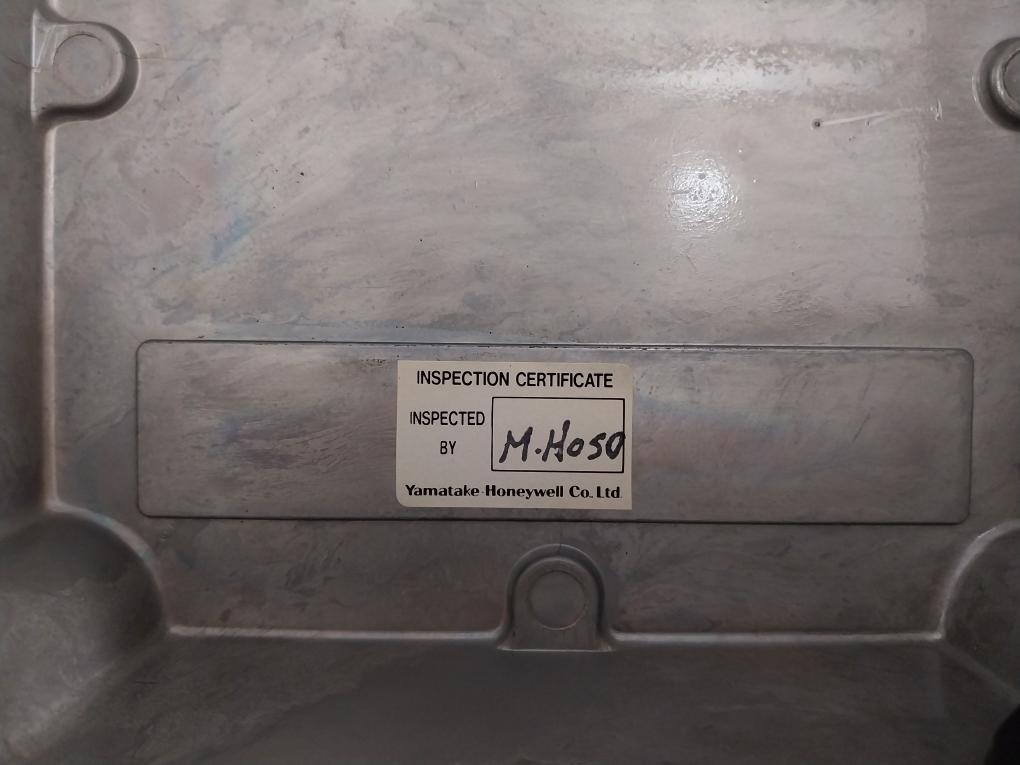 INSPECTION CERTIFICATE
INSPECTED
BY
M.HOSO
Yamatake-Honeywell Co. Ltd.